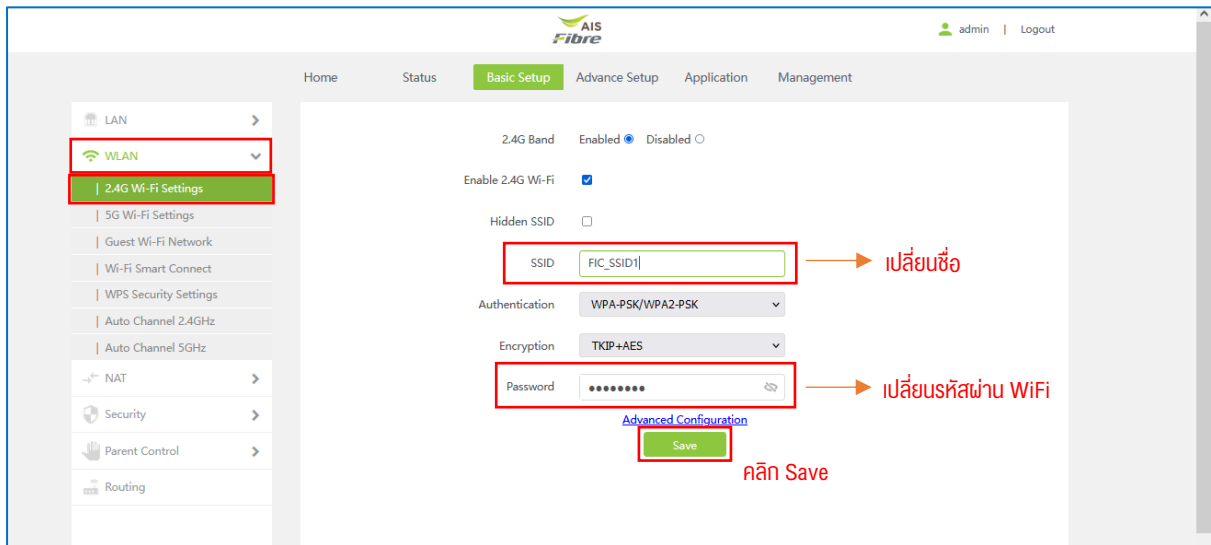 AIS
Fibre
admin | Logout
Home Status Basic Setup Advance Setup Application Management
LAN
WLAN
| 2.4G Wi-Fi Settings
| 5G Wi-Fi Settings
| Guest Wi-Fi Network
| Wi-Fi Smart Connect
| WPS Security Settings
| Auto Channel 2.4GHz
| Auto Channel 5GHz
NAT
Security
Parent Control
Routing
2.4G Band Enabled Disabled
Enable 2.4G Wi-Fi
Hidden SSID
SSID FIC_SSID1 เปลี่ยนชื่อ
Authentication WPA-PSK/WPA2-PSK
Encryption TKIP+AES
Password •••••••• เปลี่ยนรหัสผ่าน WiFi
Advanced Configuration
Save
คลิก Save